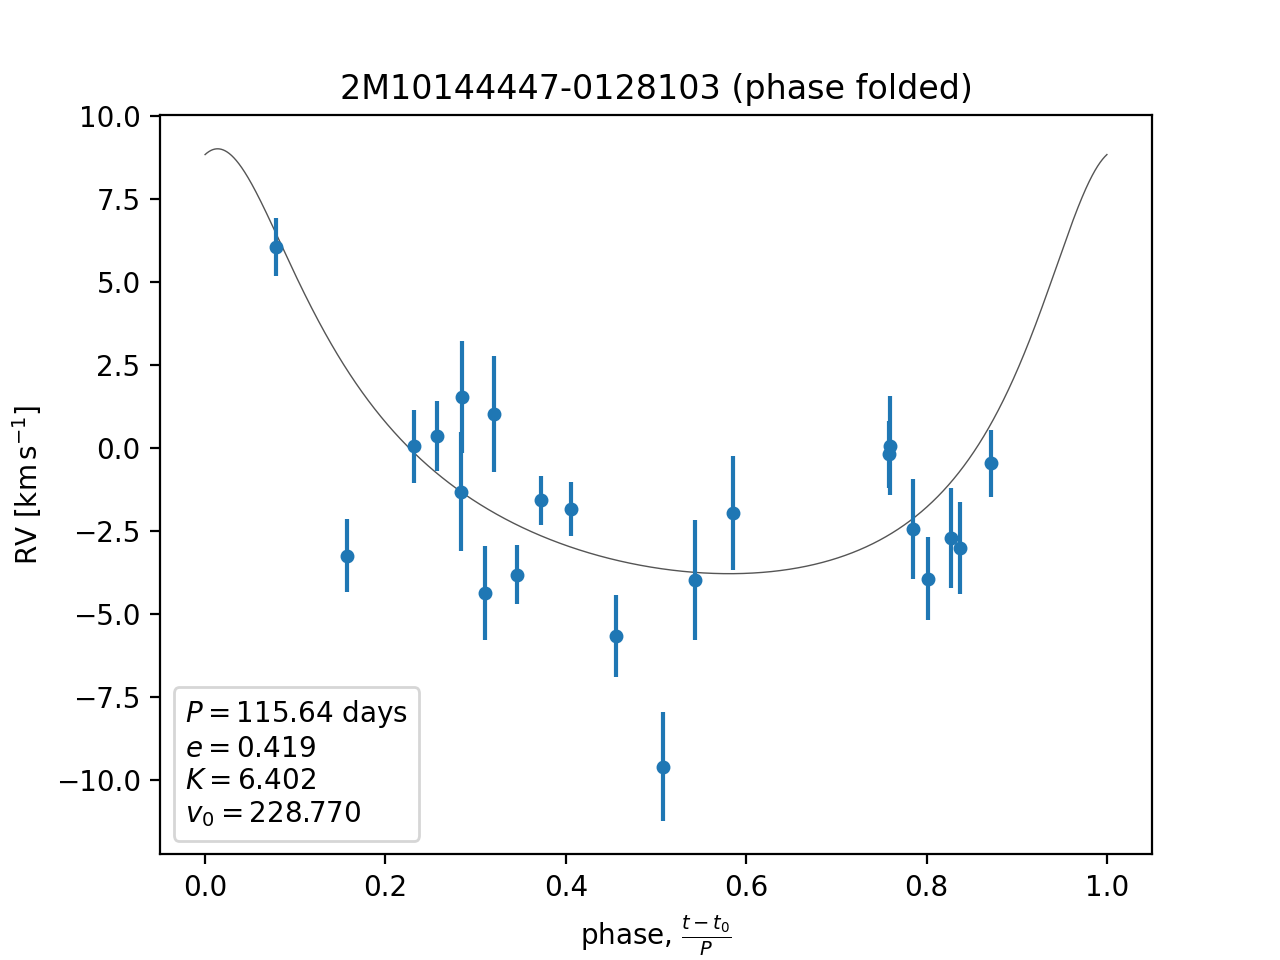 2M10144447-0128103 (phase folded)
10.0
7.5
5.0
2.5
0.0
−2.5
−5.0
−7.5
−10.0
RV [km s⁻¹]
P = 115.64 days
e = 0.419
K = 6.402
v₀ = 228.770
0.0 0.2 0.4 0.6 0.8 1.0
phase, (t − t₀)/P